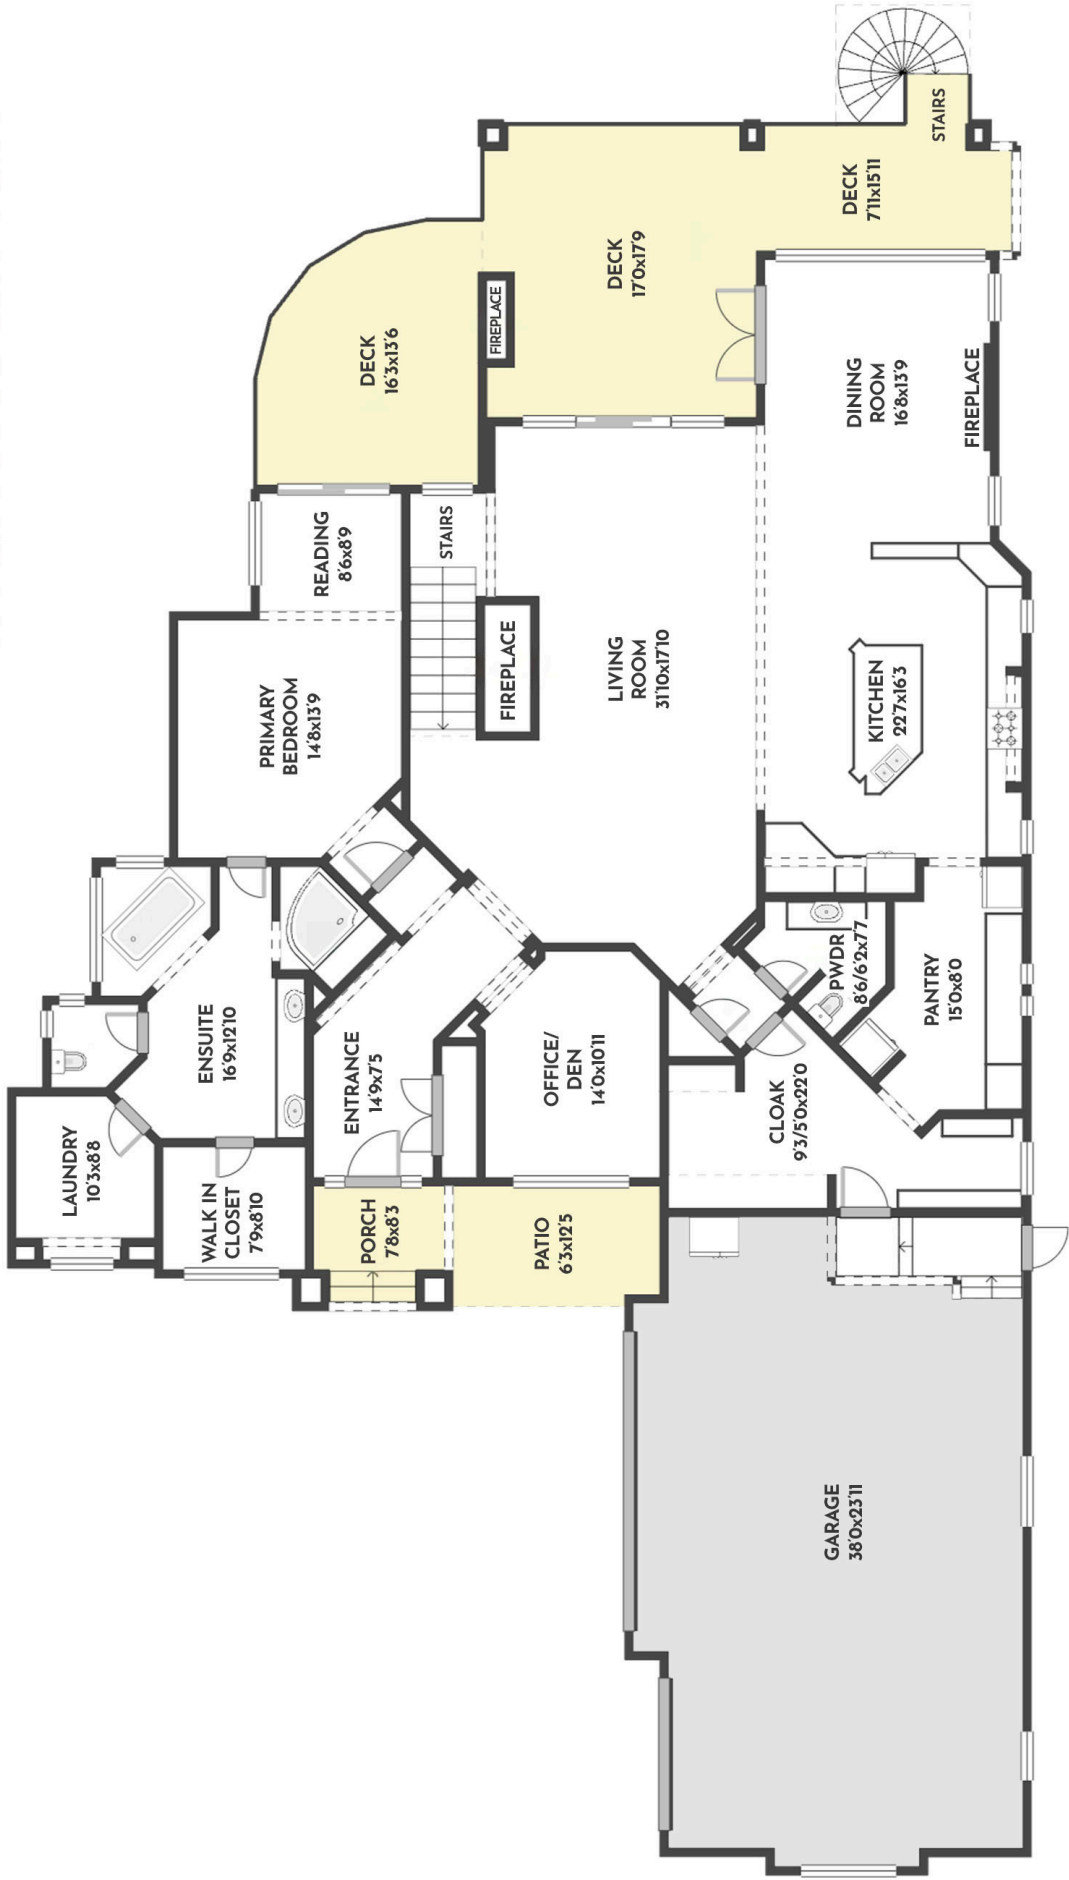 STAIRS
DECK
7'11x15'11
DECK
17'0x17'9
FIREPLACE
DECK
16'3x13'6
DINING
ROOM
16'8x13'9
FIREPLACE
READING
8'6x8'9
STAIRS
FIREPLACE
LIVING
ROOM
31'10x17'10
KITCHEN
22'7x16'3
PRIMARY
BEDROOM
14'8x13'9
PWDR
8'6/6'2x7'7
PANTRY
15'0x8'0
ENSUITE
16'9x12'10
ENTRANCE
14'9x7'5
OFFICE/
DEN
14'0x10'11
CLOAK
9'3/5'0x22'0
LAUNDRY
10'3x8'8
WALK IN
CLOSET
7'9x8'10
PORCH
7'8x8'3
PATIO
6'3x12'5
GARAGE
38'0x23'11